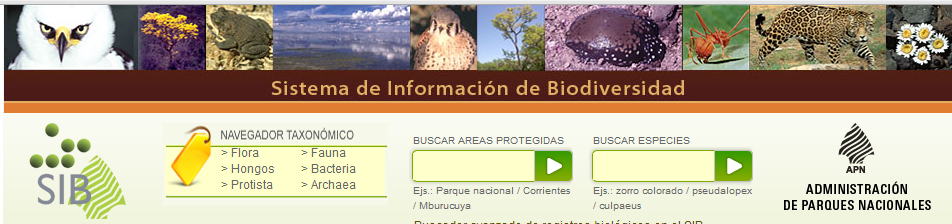 Sistema de Información de Biodiversidad
SIB
NAVEGADOR TAXONÓMICO
> Flora
> Fauna
> Hongos
> Bacteria
> Protista
> Archaea
BUSCAR AREAS PROTEGIDAS
Ejs.: Parque nacional / Corrientes
/ Mburucuya
BUSCAR ESPECIES
Ejs.: zorro colorado / pseudalopex
/ culpaeus
Buscador avanzado de registros biológicos en el SIB
APN
ADMINISTRACIÓN
DE PARQUES NACIONALES